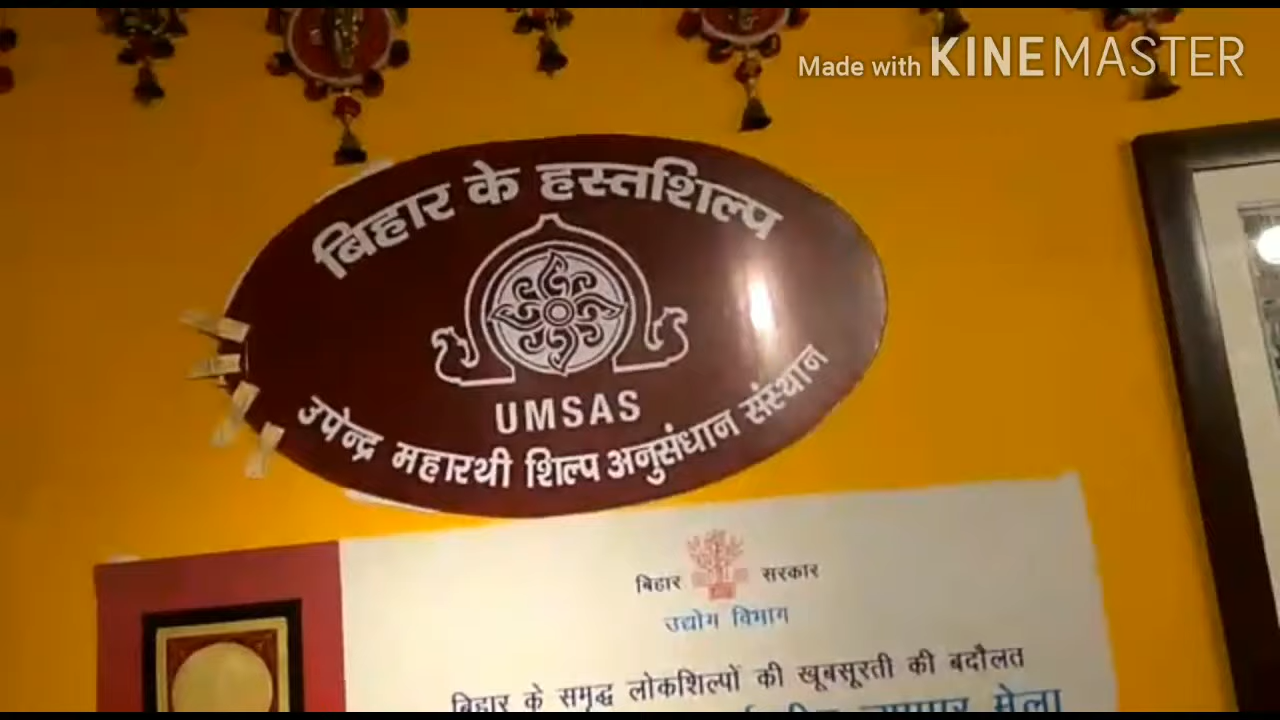 Made with KINEMASTER
बिहार के हस्तशिल्प
UMSAS
उपेन्द्र महारथी शिल्प अनुसंधान संस्थान
बिहार सरकार
उद्योग विभाग
बिहार के समृद्ध लोकशिल्पों की खूबसूरती की बदौलत
मेला